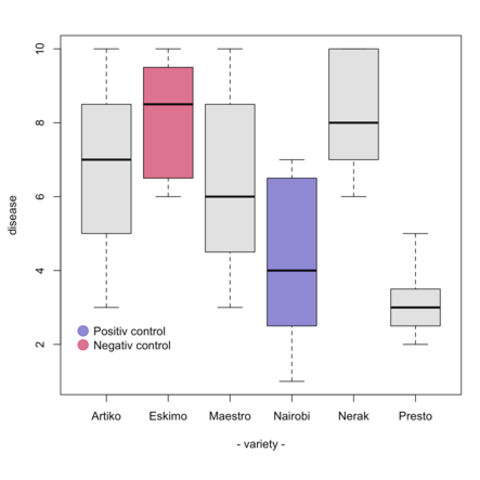 10
8
6
4
2
disease
Positiv control
Negativ control
Artiko Eskimo Maestro Nairobi Nerak Presto
- variety -